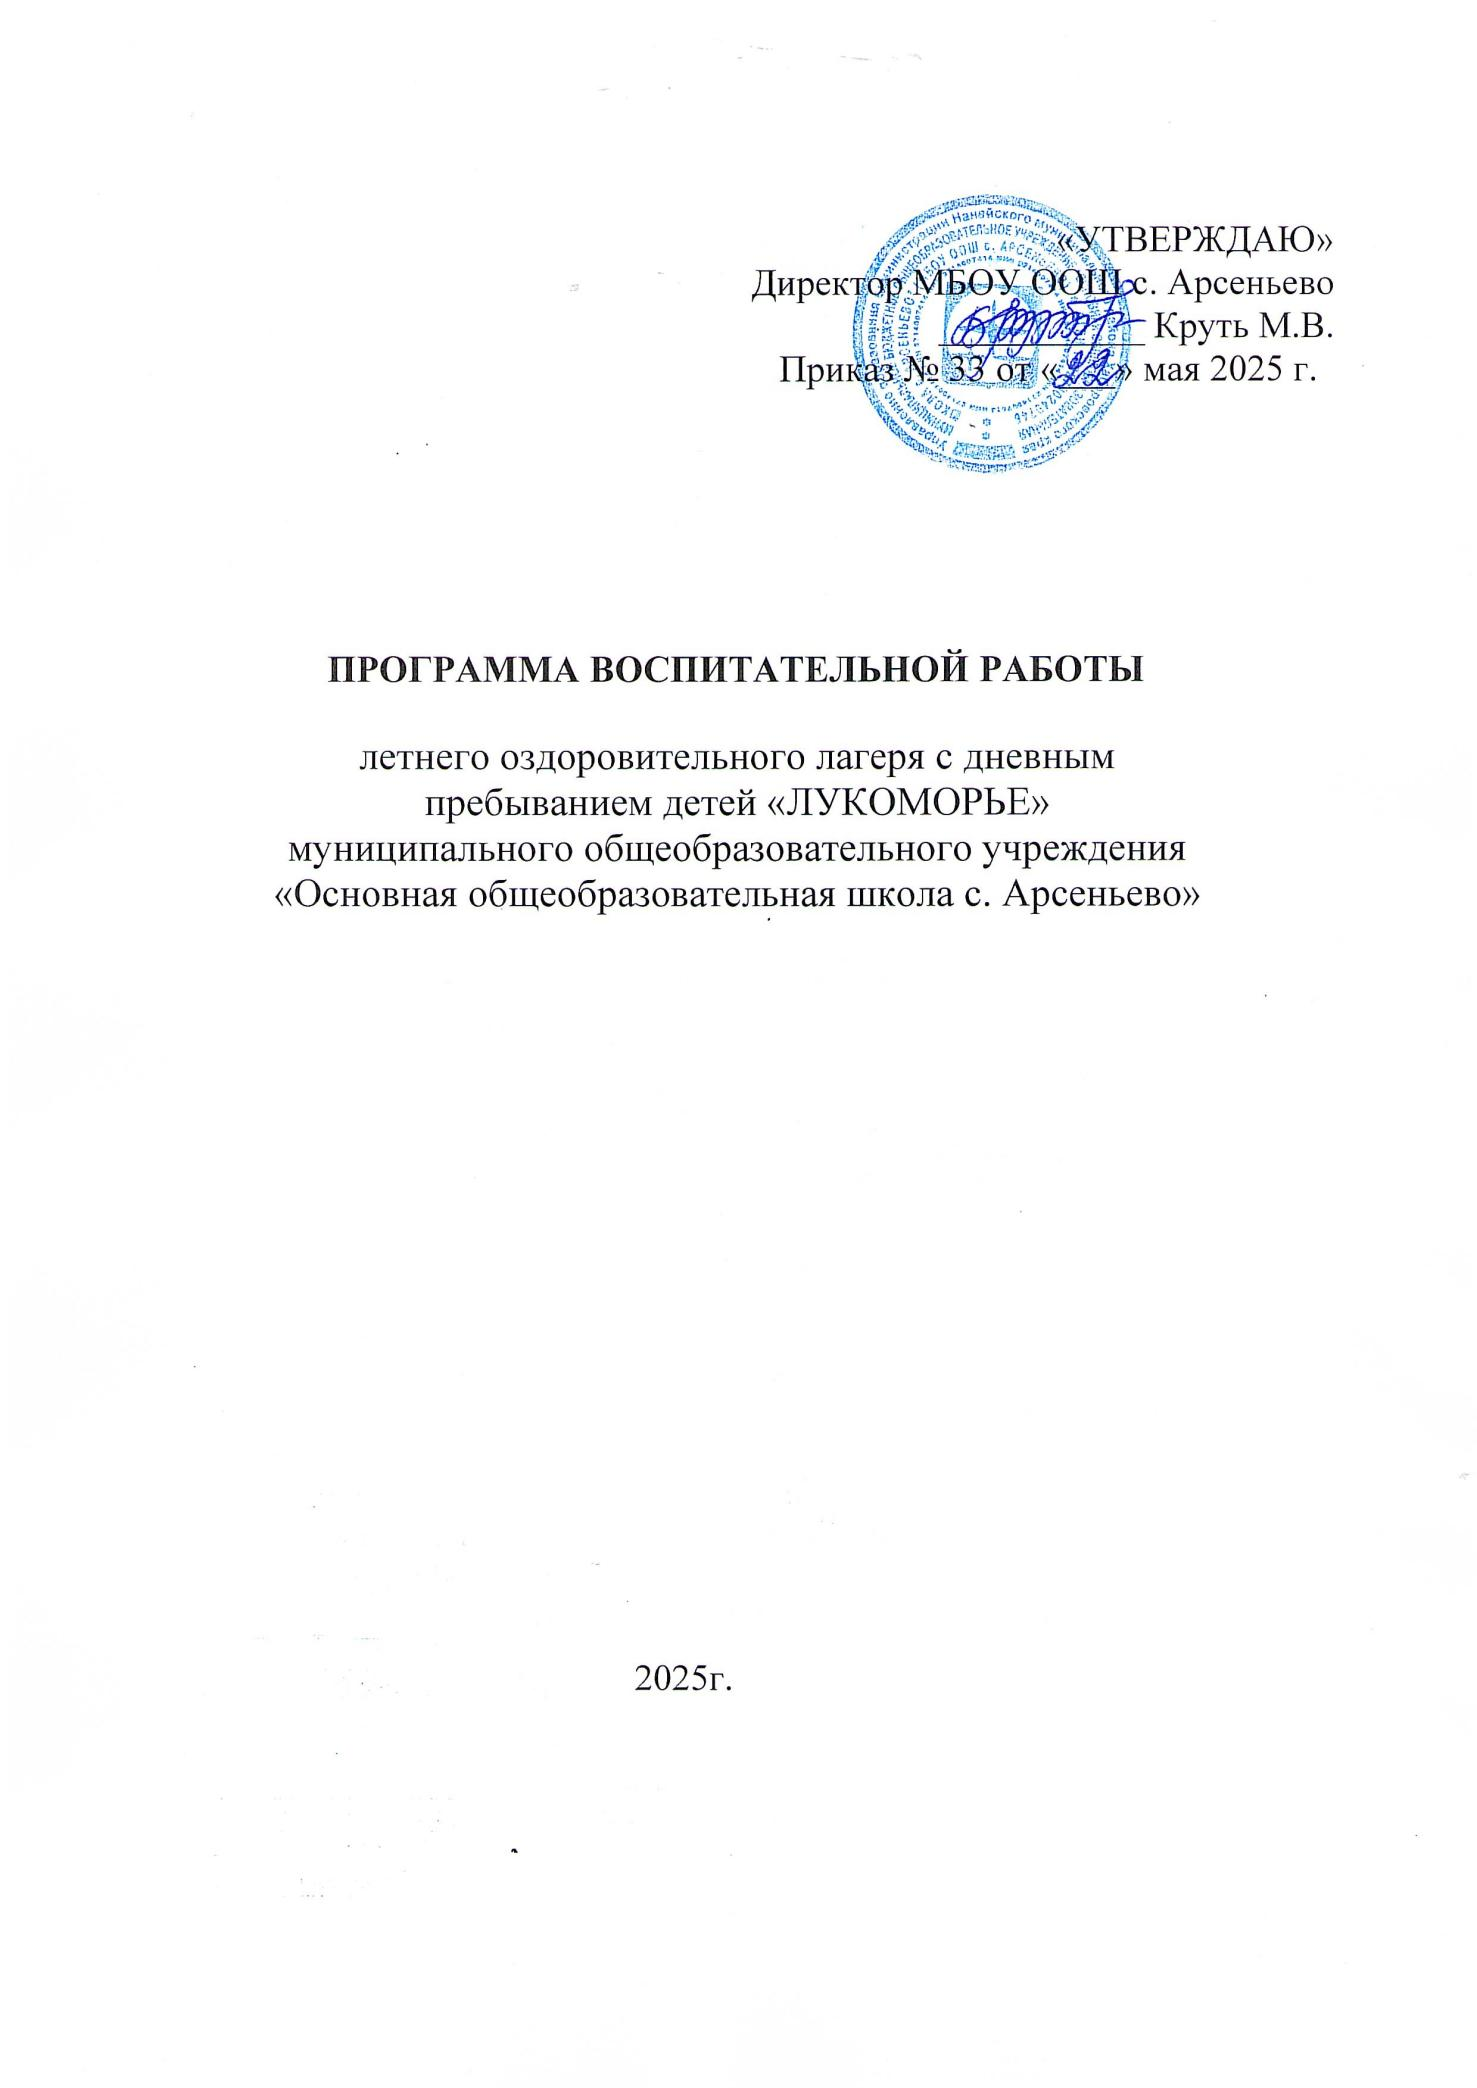 «УТВЕРЖДАЮ»
Директор МБОУ ООШ с. Арсеньево
Круть М.В.
Приказ № 33 от «22» мая 2025 г.
ПРОГРАММА ВОСПИТАТЕЛЬНОЙ РАБОТЫ
летнего оздоровительного лагеря с дневным
пребыванием детей «ЛУКОМОРЬЕ»
муниципального общеобразовательного учреждения
«Основная общеобразовательная школа с. Арсеньево»
2025г.